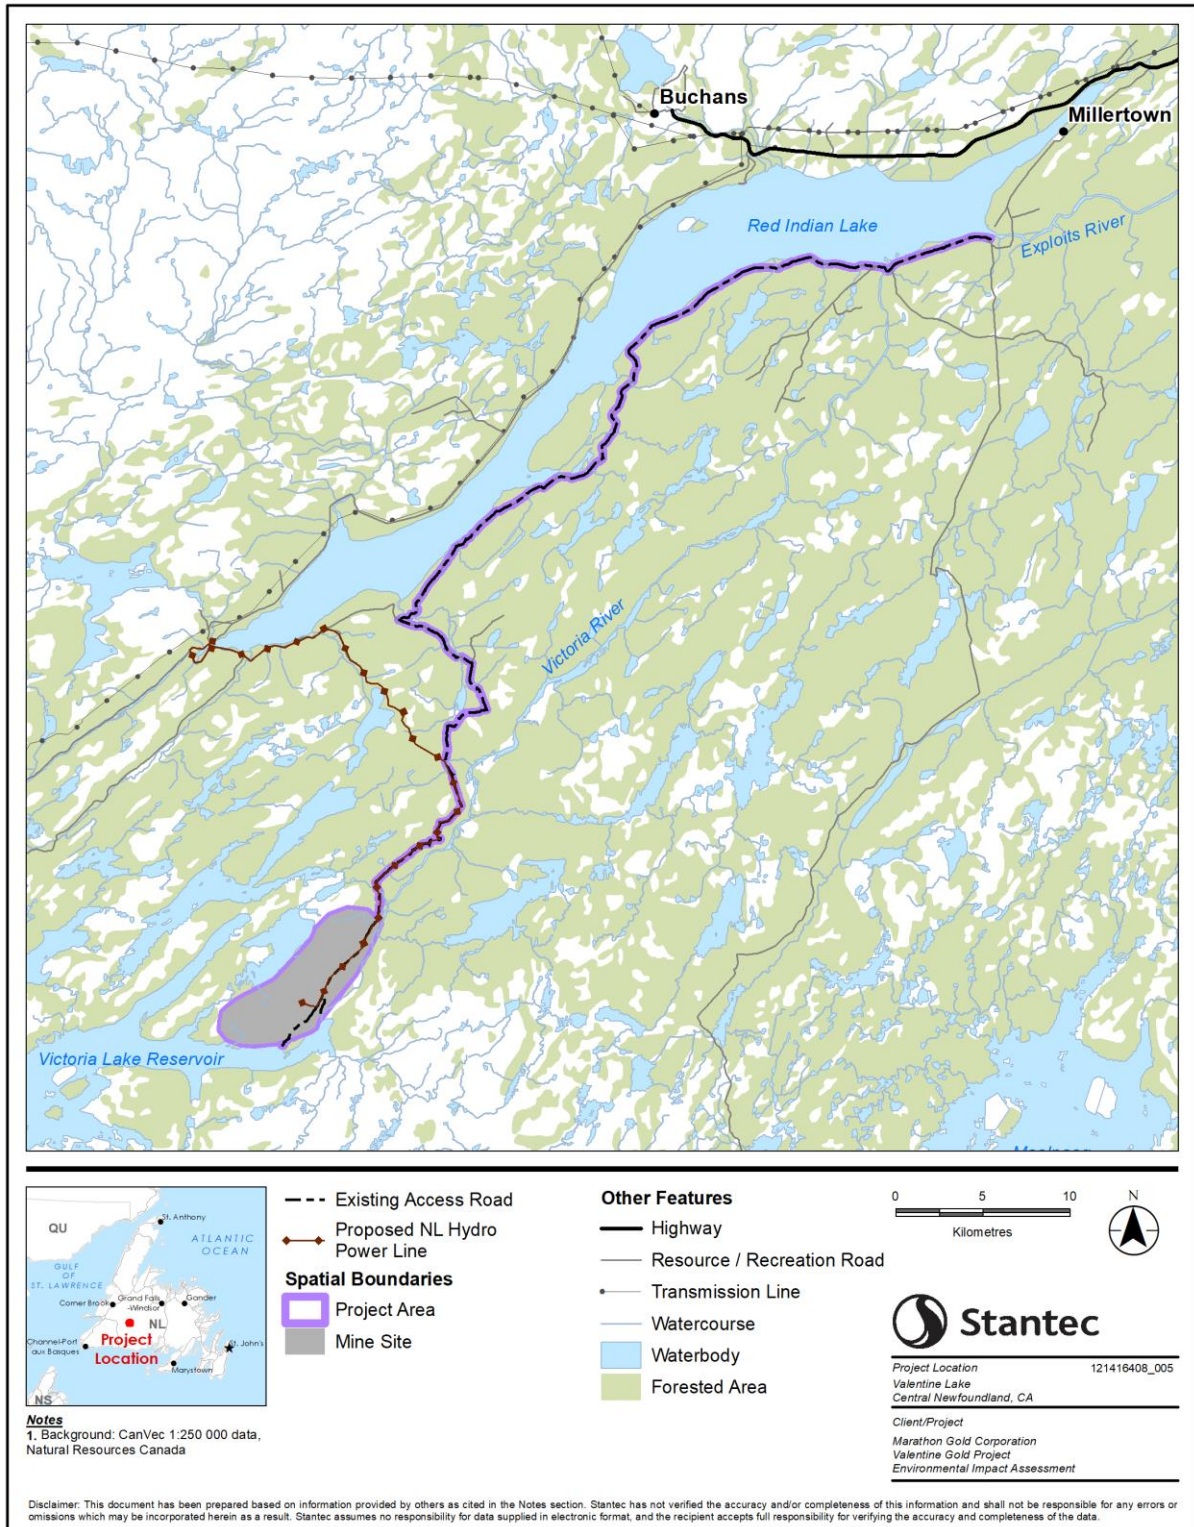 Buchans
Millertown
Red Indian Lake
Exploits River
Victoria River
Victoria Lake Reservoir
QU
St. Anthony
ATLANTIC
OCEAN
GULF
OF
ST. LAWRENCE
Corner Brook
Grand Falls
-Windsor
Gander
NL
Project
Location
St. John's
Channel-Port
aux Basques
Marystown
NS
Notes
1. Background: CanVec 1:250 000 data,
Natural Resources Canada
Existing Access Road
Proposed NL Hydro
Power Line
Spatial Boundaries
Project Area
Mine Site
Other Features
Highway
Resource / Recreation Road
Transmission Line
Watercourse
Waterbody
Forested Area
0 5 10
Kilometres
N
Stantec
Project Location 121416408_005
Valentine Lake
Central Newfoundland, CA
Client/Project
Marathon Gold Corporation
Valentine Gold Project
Environmental Impact Assessment
Disclaimer: This document has been prepared based on information provided by others as cited in the Notes section. Stantec has not verified the accuracy and/or completeness of this information and shall not be responsible for any errors or
omissions which may be incorporated herein as a result. Stantec assumes no responsibility for data supplied in electronic format, and the recipient accepts full responsibility for verifying the accuracy and completeness of the data.